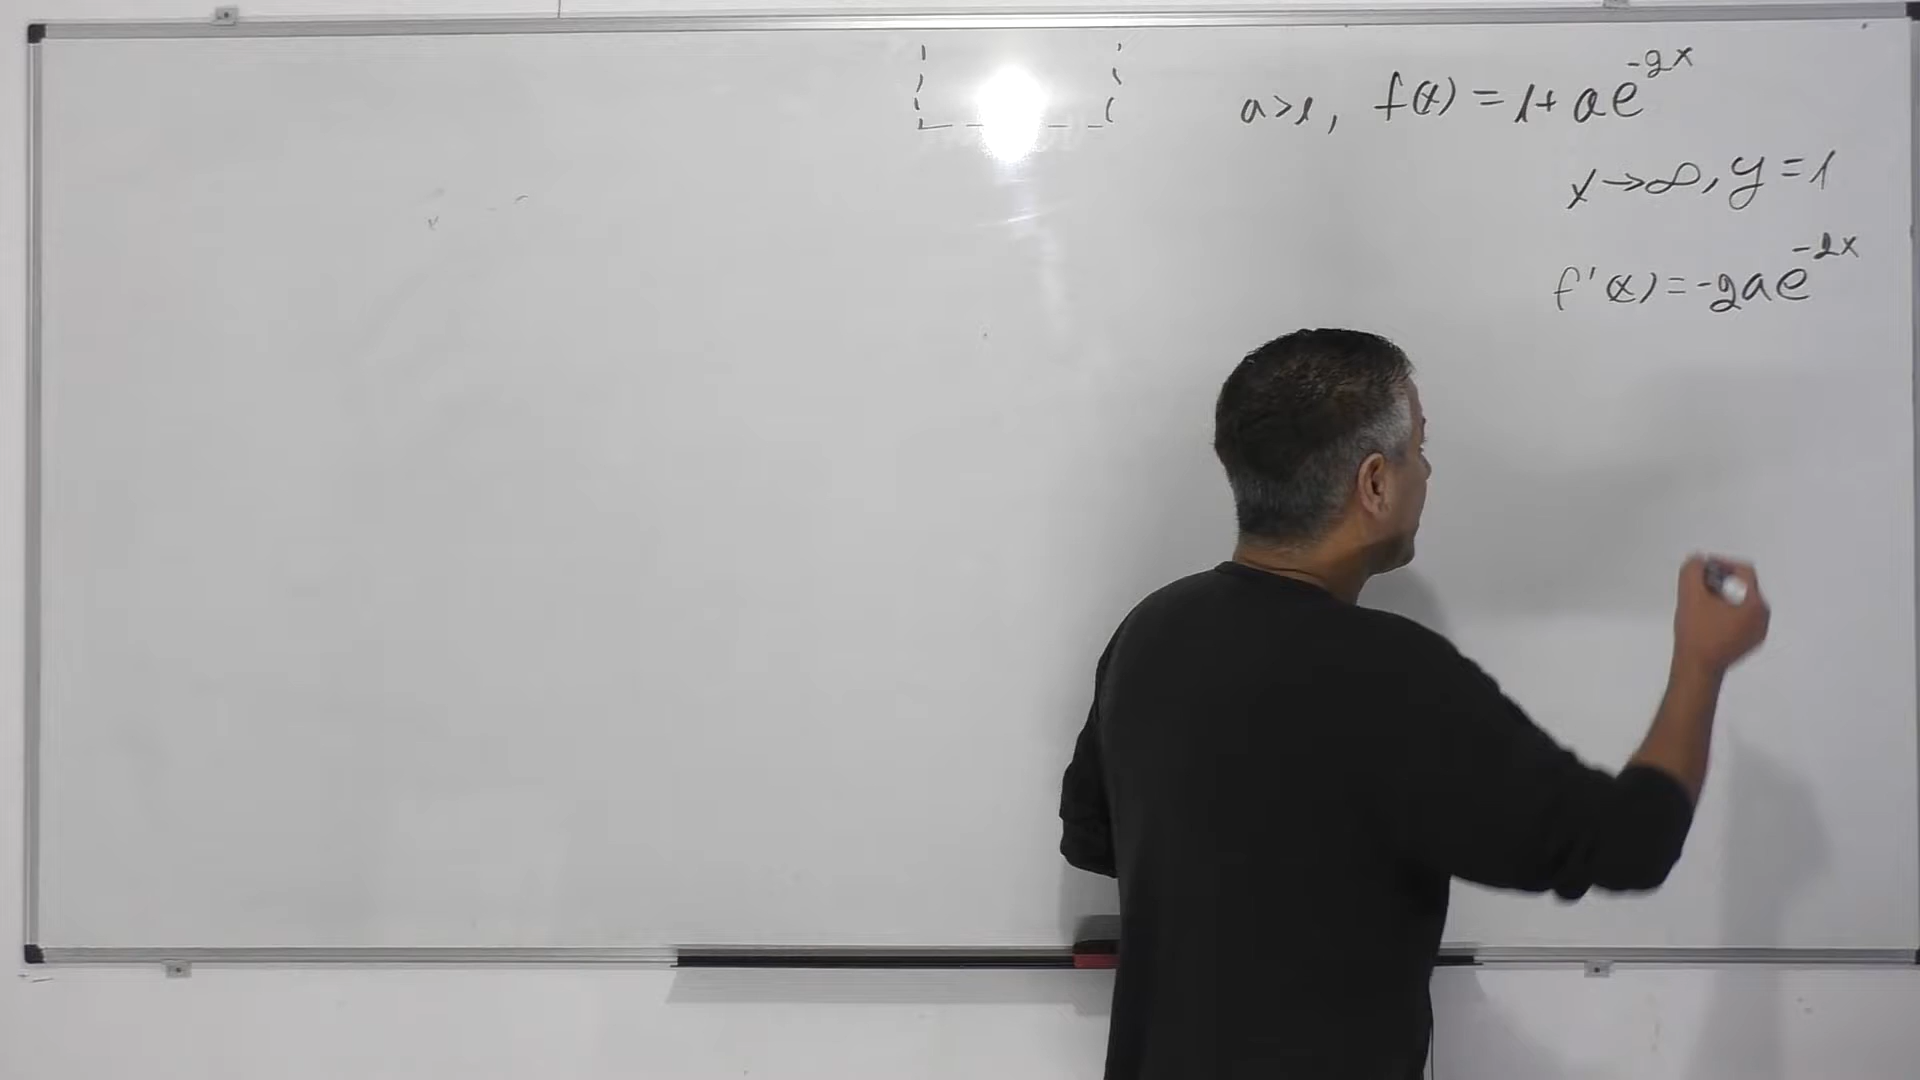 a>1, f(x) = 1 + ae^{-2x}
x→∞, y = 1
f'(x) = -2ae^{-2x}